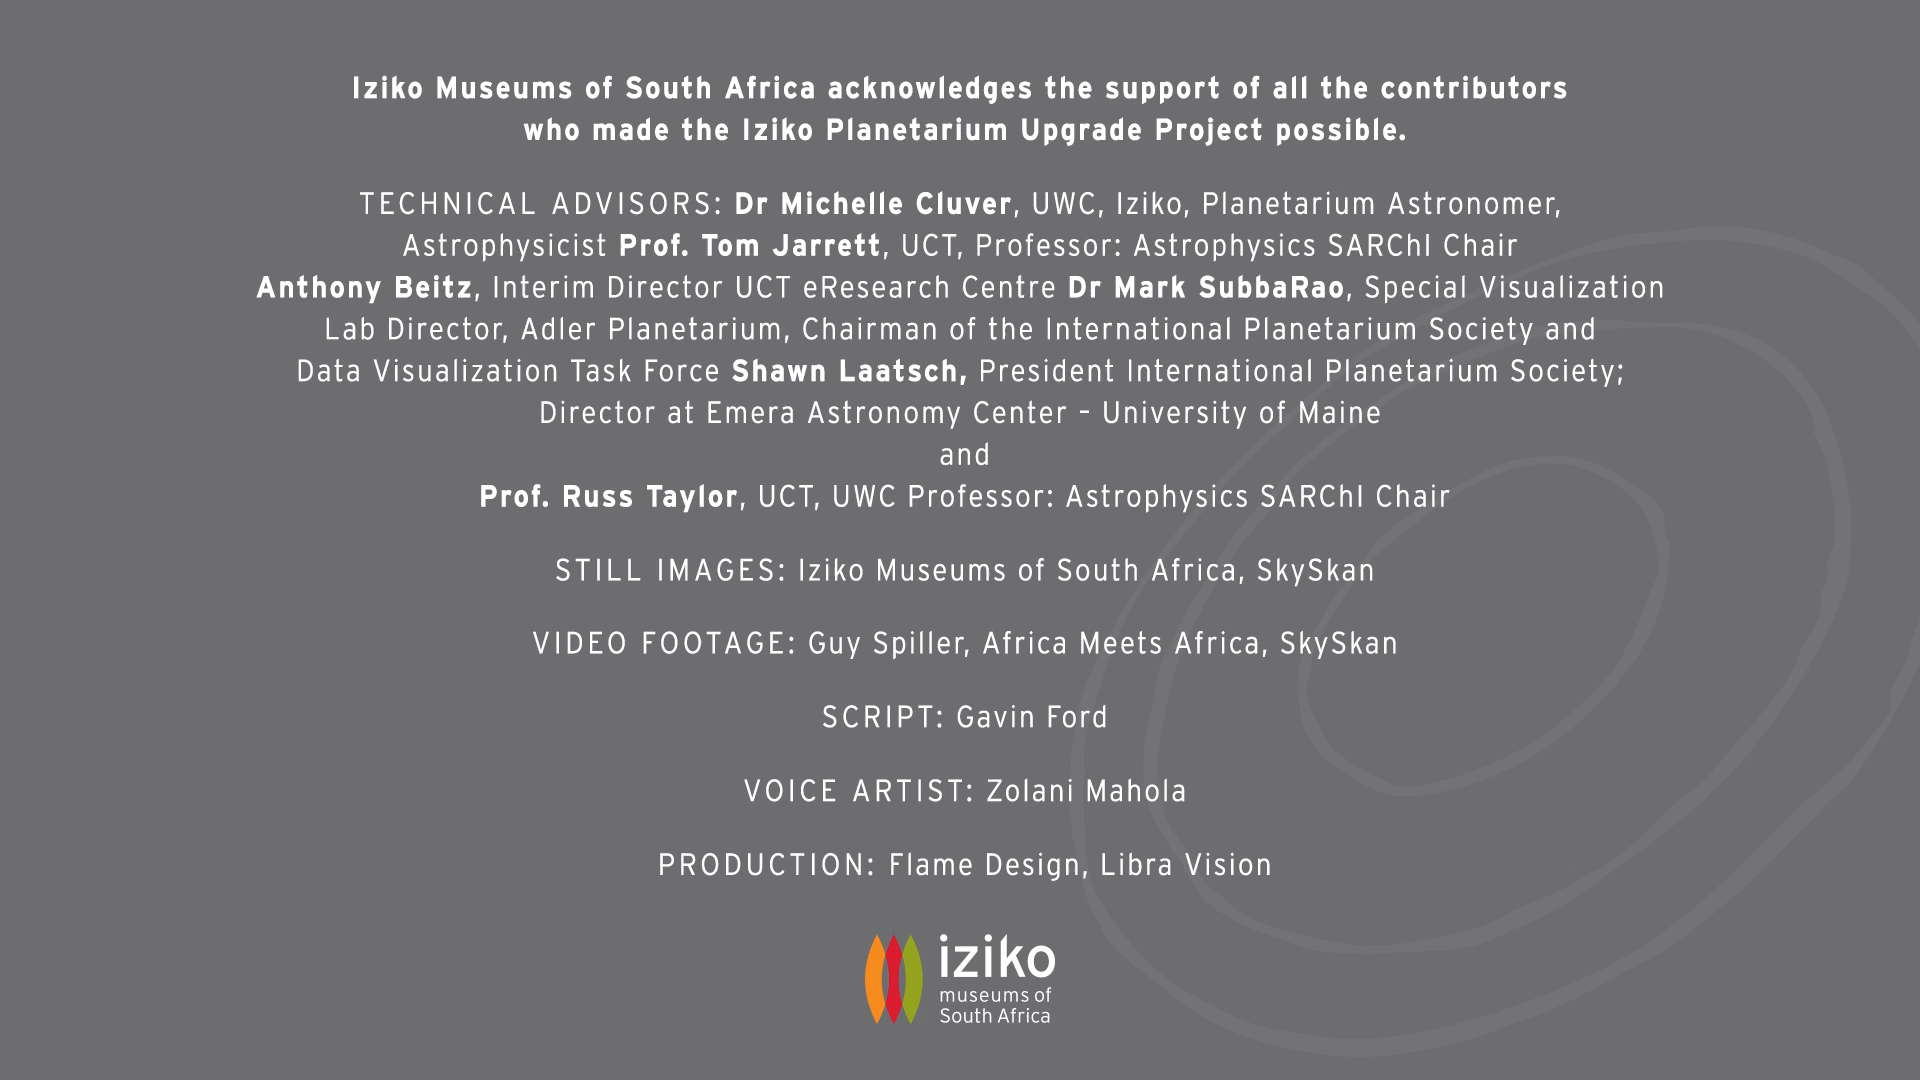 Iziko Museums of South Africa acknowledges the support of all the contributors
who made the Iziko Planetarium Upgrade Project possible.
TECHNICAL ADVISORS: Dr Michelle Cluver, UWC, Iziko, Planetarium Astronomer,
Astrophysicist Prof. Tom Jarrett, UCT, Professor: Astrophysics SARChI Chair
Anthony Beitz, Interim Director UCT eResearch Centre Dr Mark SubbaRao, Special Visualization
Lab Director, Adler Planetarium, Chairman of the International Planetarium Society and
Data Visualization Task Force Shawn Laatsch, President International Planetarium Society;
Director at Emera Astronomy Center – University of Maine
and
Prof. Russ Taylor, UCT, UWC Professor: Astrophysics SARChI Chair
STILL IMAGES: Iziko Museums of South Africa, SkySkan
VIDEO FOOTAGE: Guy Spiller, Africa Meets Africa, SkySkan
SCRIPT: Gavin Ford
VOICE ARTIST: Zolani Mahola
PRODUCTION: Flame Design, Libra Vision
iziko
museums of
South Africa